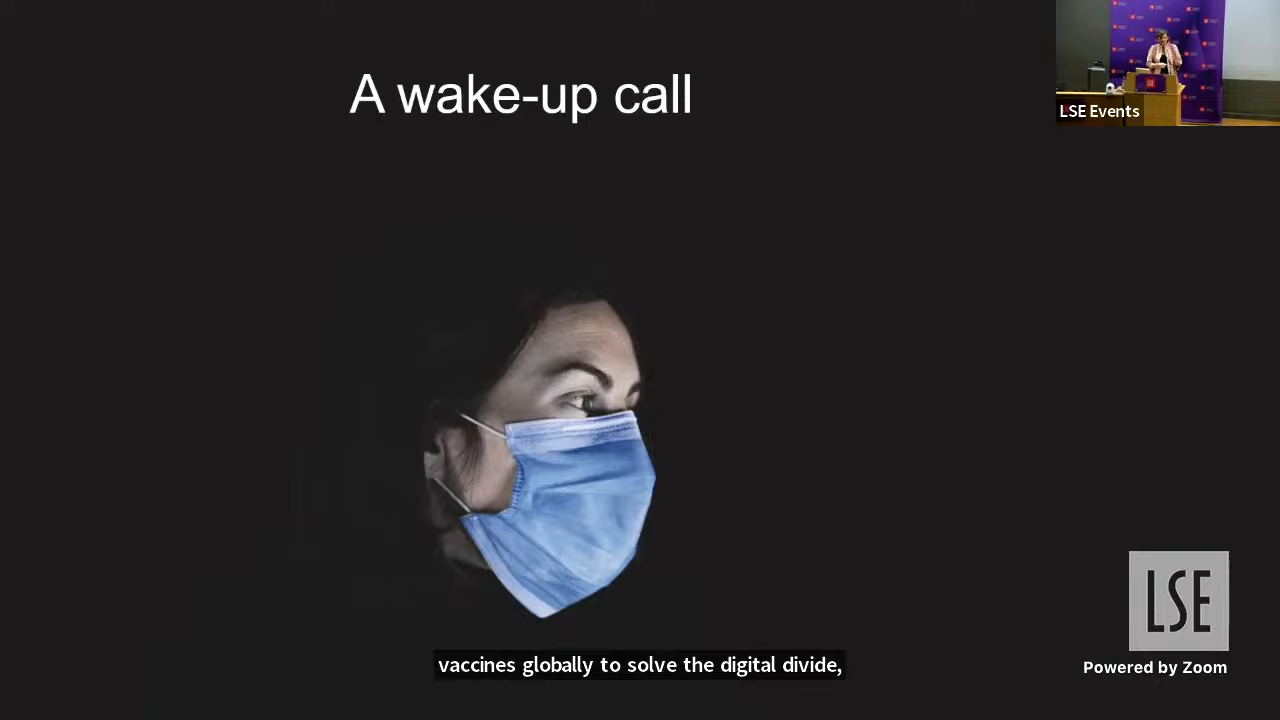 A wake-up call
LSE Events
LSE
Powered by Zoom
vaccines globally to solve the digital divide,